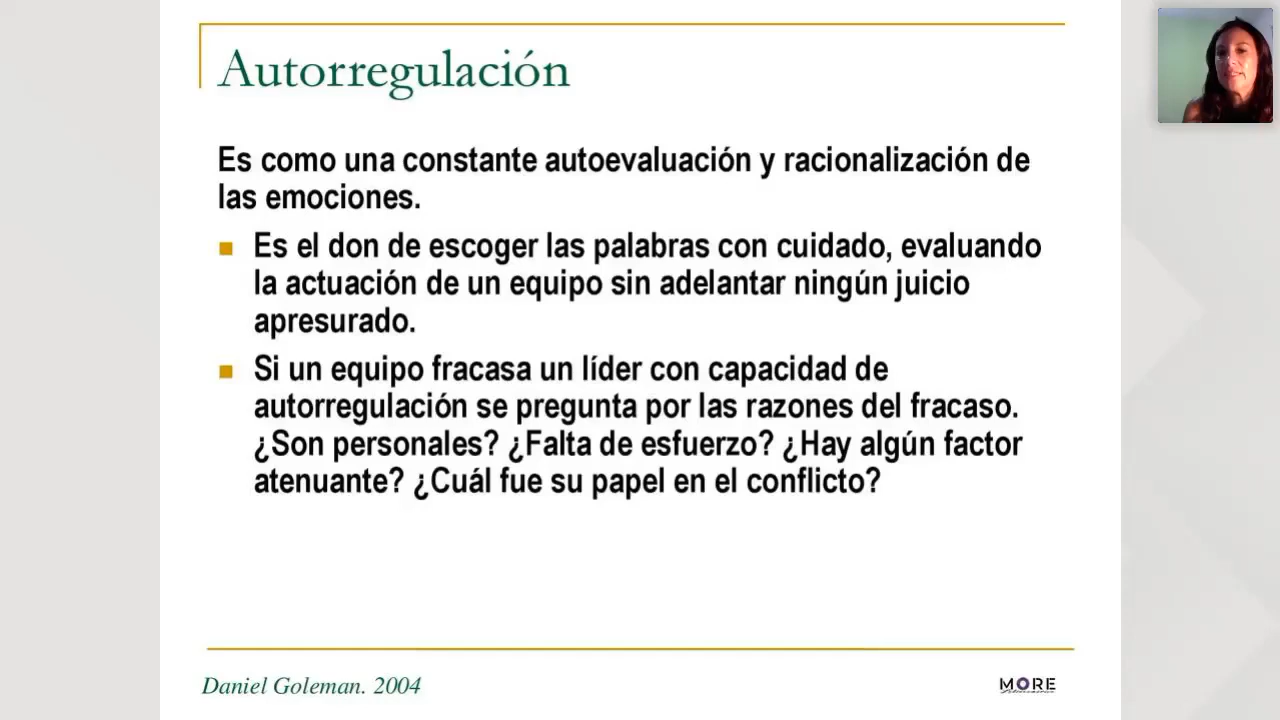 Autorregulación
Es como una constante autoevaluación y racionalización de
las emociones.
Es el don de escoger las palabras con cuidado, evaluando
la actuación de un equipo sin adelantar ningún juicio
apresurado.
Si un equipo fracasa un líder con capacidad de
autorregulación se pregunta por las razones del fracaso.
¿Son personales? ¿Falta de esfuerzo? ¿Hay algún factor
atenuante? ¿Cuál fue su papel en el conflicto?
Daniel Goleman. 2004
MORE